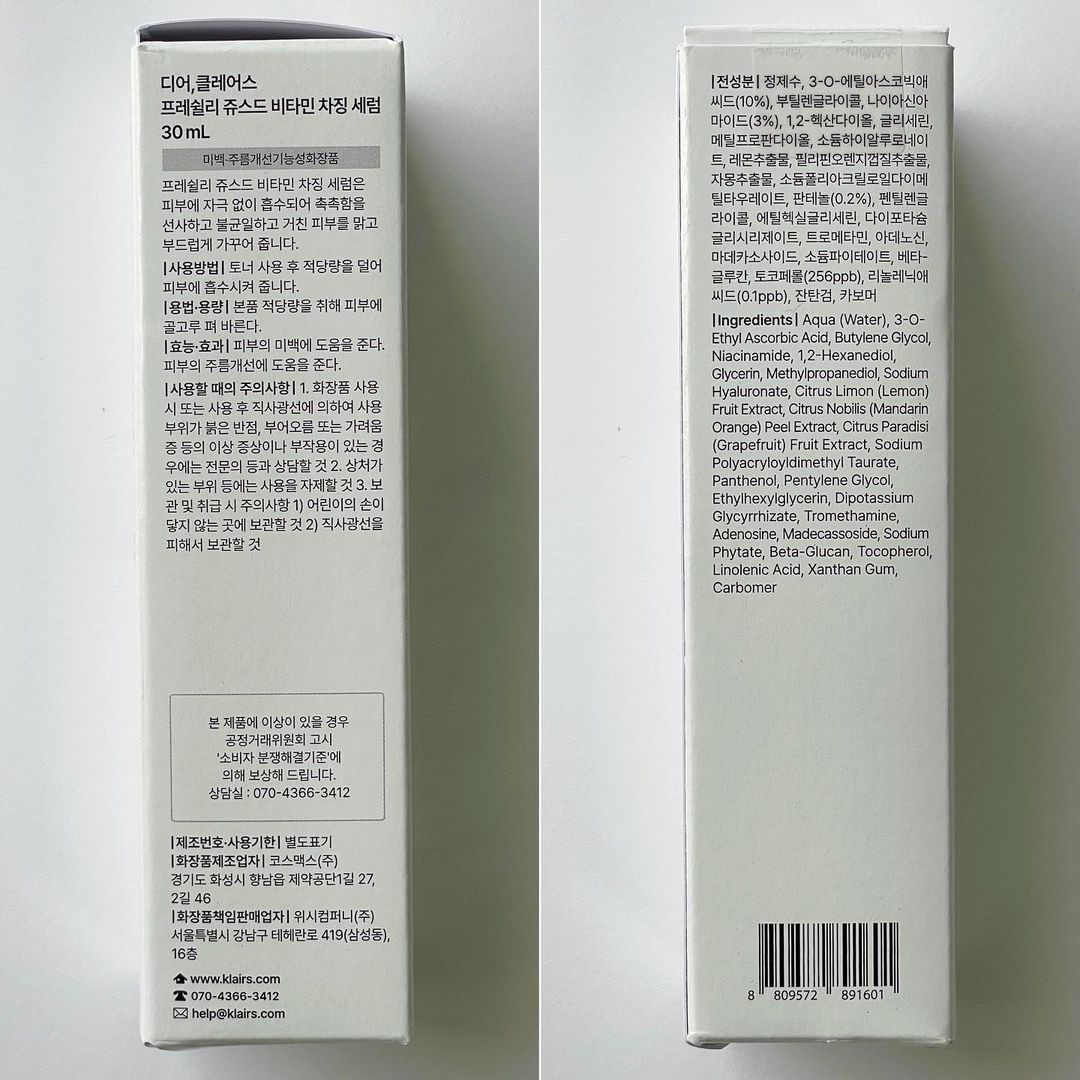 디어,클레어스
프레쉴리 쥬스드 비타민 차징 세럼
30 mL
미백·주름개선기능성화장품
프레쉴리 쥬스드 비타민 차징 세럼은
피부에 자극 없이 흡수되어 촉촉함을
선사하고 불균일하고 거친 피부를 맑고
부드럽게 가꾸어 줍니다.
|사용방법| 토너 사용 후 적당량을 덜어
피부에 흡수시켜 줍니다.
|용법·용량| 본품 적당량을 취해 피부에
골고루 펴 바른다.
|효능·효과| 피부의 미백에 도움을 준다.
피부의 주름개선에 도움을 준다.
|사용할 때의 주의사항| 1. 화장품 사용
시 또는 사용 후 직사광선에 의하여 사용
부위가 붉은 반점, 부어오름 또는 가려움
증 등의 이상 증상이나 부작용이 있는 경
우에는 전문의 등과 상담할 것 2. 상처가
있는 부위 등에는 사용을 자제할 것 3. 보
관 및 취급 시 주의사항 1) 어린이의 손이
닿지 않는 곳에 보관할 것 2) 직사광선을
피해서 보관할 것
본 제품에 이상이 있을 경우
공정거래위원회 고시
'소비자 분쟁해결기준'에
의해 보상해 드립니다.
상담실 : 070-4366-3412
|제조번호·사용기한| 별도표기
|화장품제조업자| 코스맥스(주)
경기도 화성시 향남읍 제약공단1길 27,
2길 46
|화장품책임판매업자| 위시컴퍼니(주)
서울특별시 강남구 테헤란로 419(삼성동),
16층
www.klairs.com
070-4366-3412
help@klairs.com
|전성분| 정제수, 3-O-에틸아스코빅애
씨드(10%), 부틸렌글라이콜, 나이아신아
마이드(3%), 1,2-헥산다이올, 글리세린,
메틸프로판다이올, 소듐하이알루로네이
트, 레몬추출물, 필리핀오렌지껍질추출물,
자몽추출물, 소듐폴리아크릴로일다이메
틸타우레이트, 판테놀(0.2%), 펜틸렌글
라이콜, 에틸헥실글리세린, 다이포타슘
글리시리제이트, 트로메타민, 아데노신,
마데카소사이드, 소듐파이테이트, 베타-
글루칸, 토코페롤(256ppb), 리놀레닉애
씨드(0.1ppb), 잔탄검, 카보머
|Ingredients| Aqua (Water), 3-O-
Ethyl Ascorbic Acid, Butylene Glycol,
Niacinamide, 1,2-Hexanediol,
Glycerin, Methylpropanediol, Sodium
Hyaluronate, Citrus Limon (Lemon)
Fruit Extract, Citrus Nobilis (Mandarin
Orange) Peel Extract, Citrus Paradisi
(Grapefruit) Fruit Extract, Sodium
Polyacryloyldimethyl Taurate,
Panthenol, Pentylene Glycol,
Ethylhexylglycerin, Dipotassium
Glycyrrhizate, Tromethamine,
Adenosine, Madecassoside, Sodium
Phytate, Beta-Glucan, Tocopherol,
Linolenic Acid, Xanthan Gum,
Carbomer
8 809572 891601